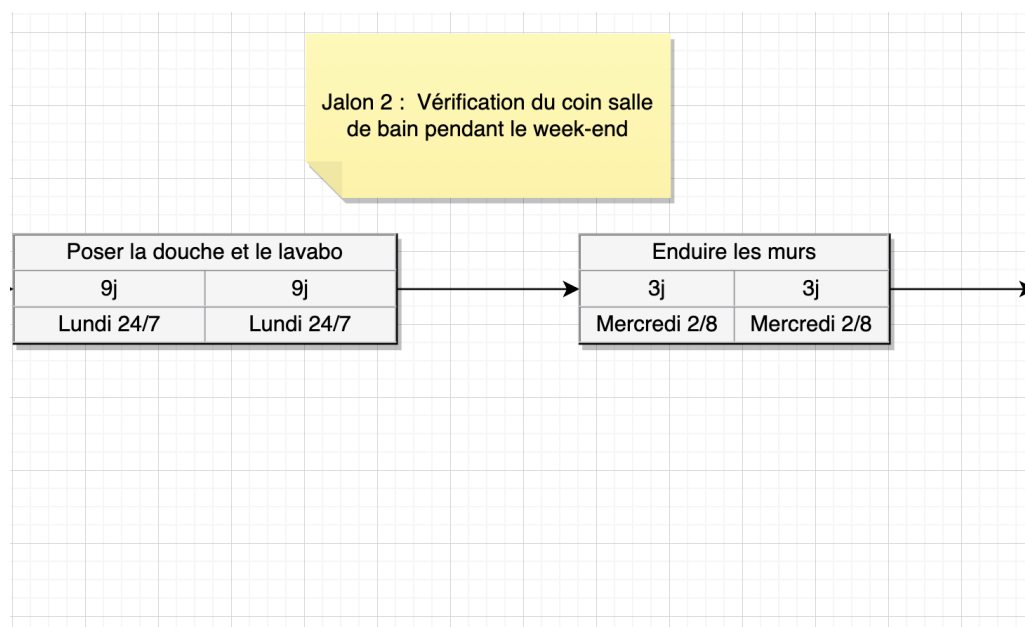 Jalon 2 : Vérification du coin salle
de bain pendant le week-end
Poser la douche et le lavabo
9j 9j
Lundi 24/7 Lundi 24/7
Enduire les murs
3j 3j
Mercredi 2/8 Mercredi 2/8